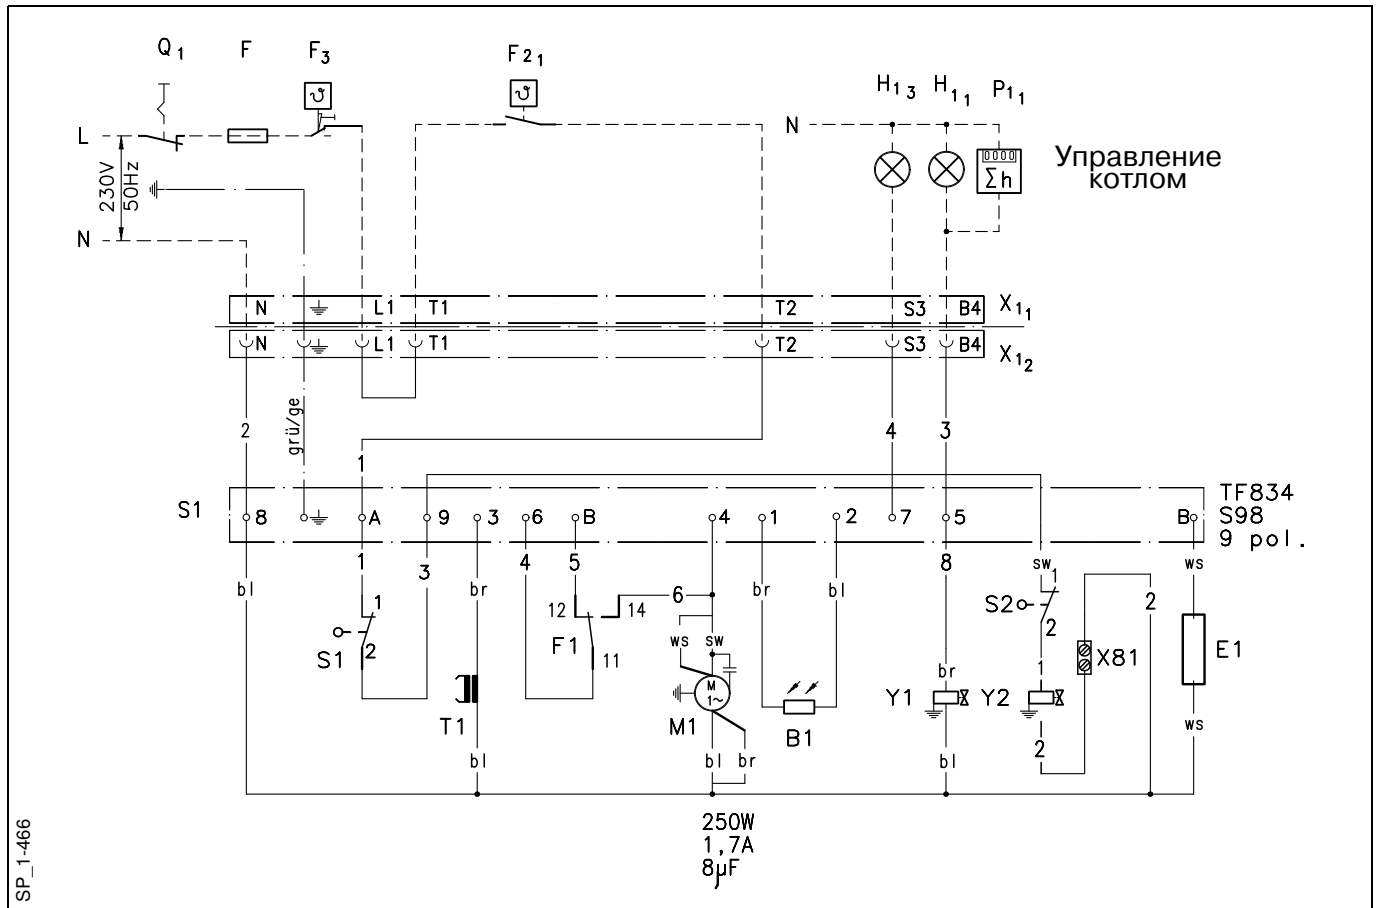 Q1 F F3 F21 H13 H11 P11
L N 0000
230V
50Hz
ϑ ϑ
Σh
Управление
котлом
N
N L1 T1 T2 S3 B4 X11
N L1 T1 T2 S3 B4 X12
grü/ge
2 4 3
1
S1 8 A 9 3 6 B 4 1 2 7 5 B
TF834
S98
9 pol.
1 3 4 5 8 sw 1 ws
bl br 12 14 6 br bl S2 2
1 F1 ws sw 2
S1 2 11 X81 E1
M
1~
br 1
T1 M1 B1 Y1 Y2
bl bl br bl 2 ws
250W
1,7A
8µF
SP_1-466